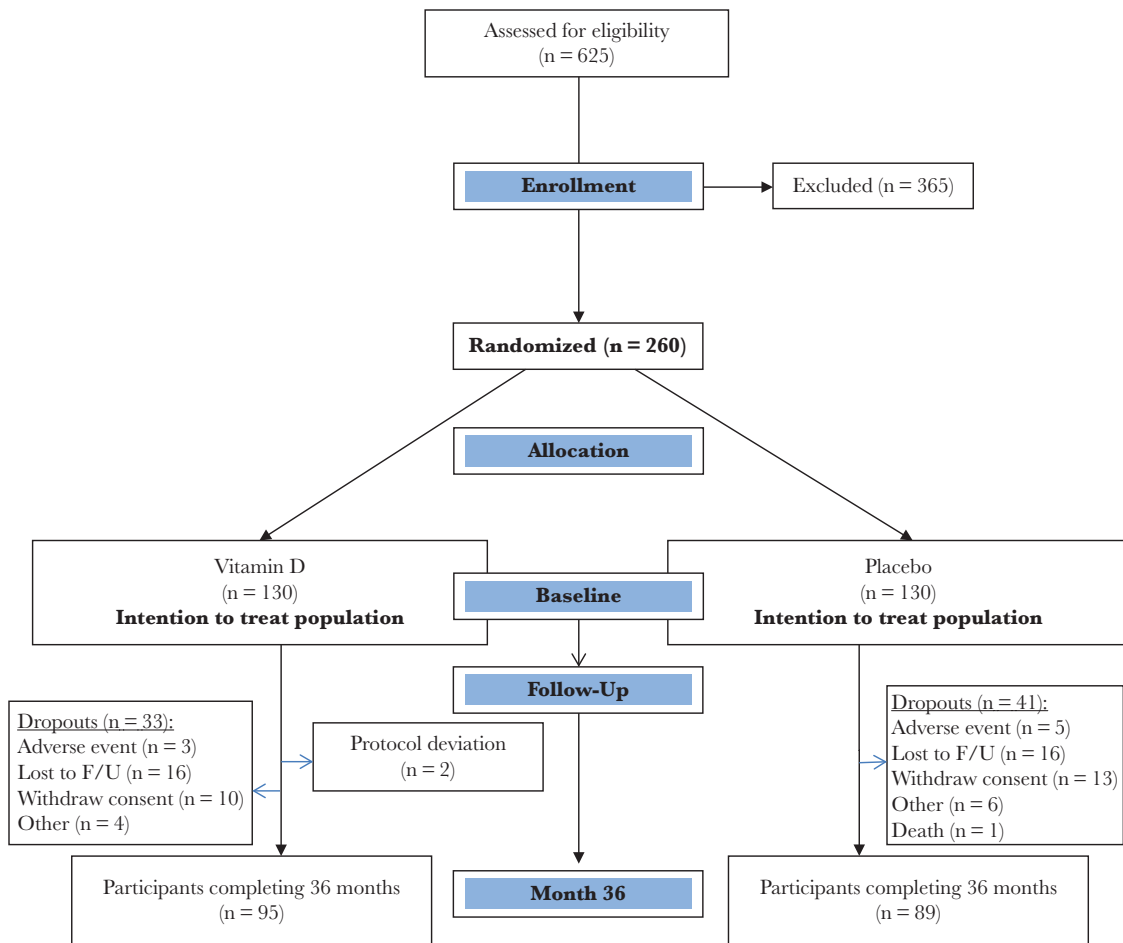 Assessed for eligibility
(n = 625)
Enrollment
Excluded (n = 365)
Randomized (n = 260)
Allocation
Vitamin D
(n = 130)
Intention to treat population
Baseline
Placebo
(n = 130)
Intention to treat population
Follow-Up
Dropouts (n = 33):
Adverse event (n = 3)
Lost to F/U (n = 16)
Withdraw consent (n = 10)
Other (n = 4)
Protocol deviation
(n = 2)
Dropouts (n = 41):
Adverse event (n = 5)
Lost to F/U (n = 16)
Withdraw consent (n = 13)
Other (n = 6)
Death (n = 1)
Participants completing 36 months
(n = 95)
Month 36
Participants completing 36 months
(n = 89)